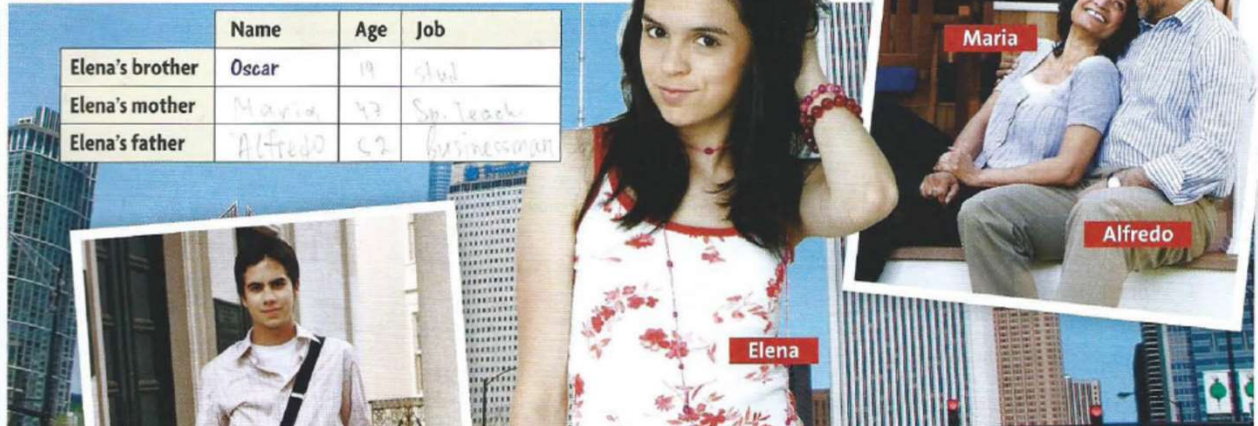 Name Age Job
Elena's brother Oscar 19 stud
Elena's mother Maria 47 Sp. Teach
Elena's father Alfredo 52 businessman
Maria
Alfredo
Elena